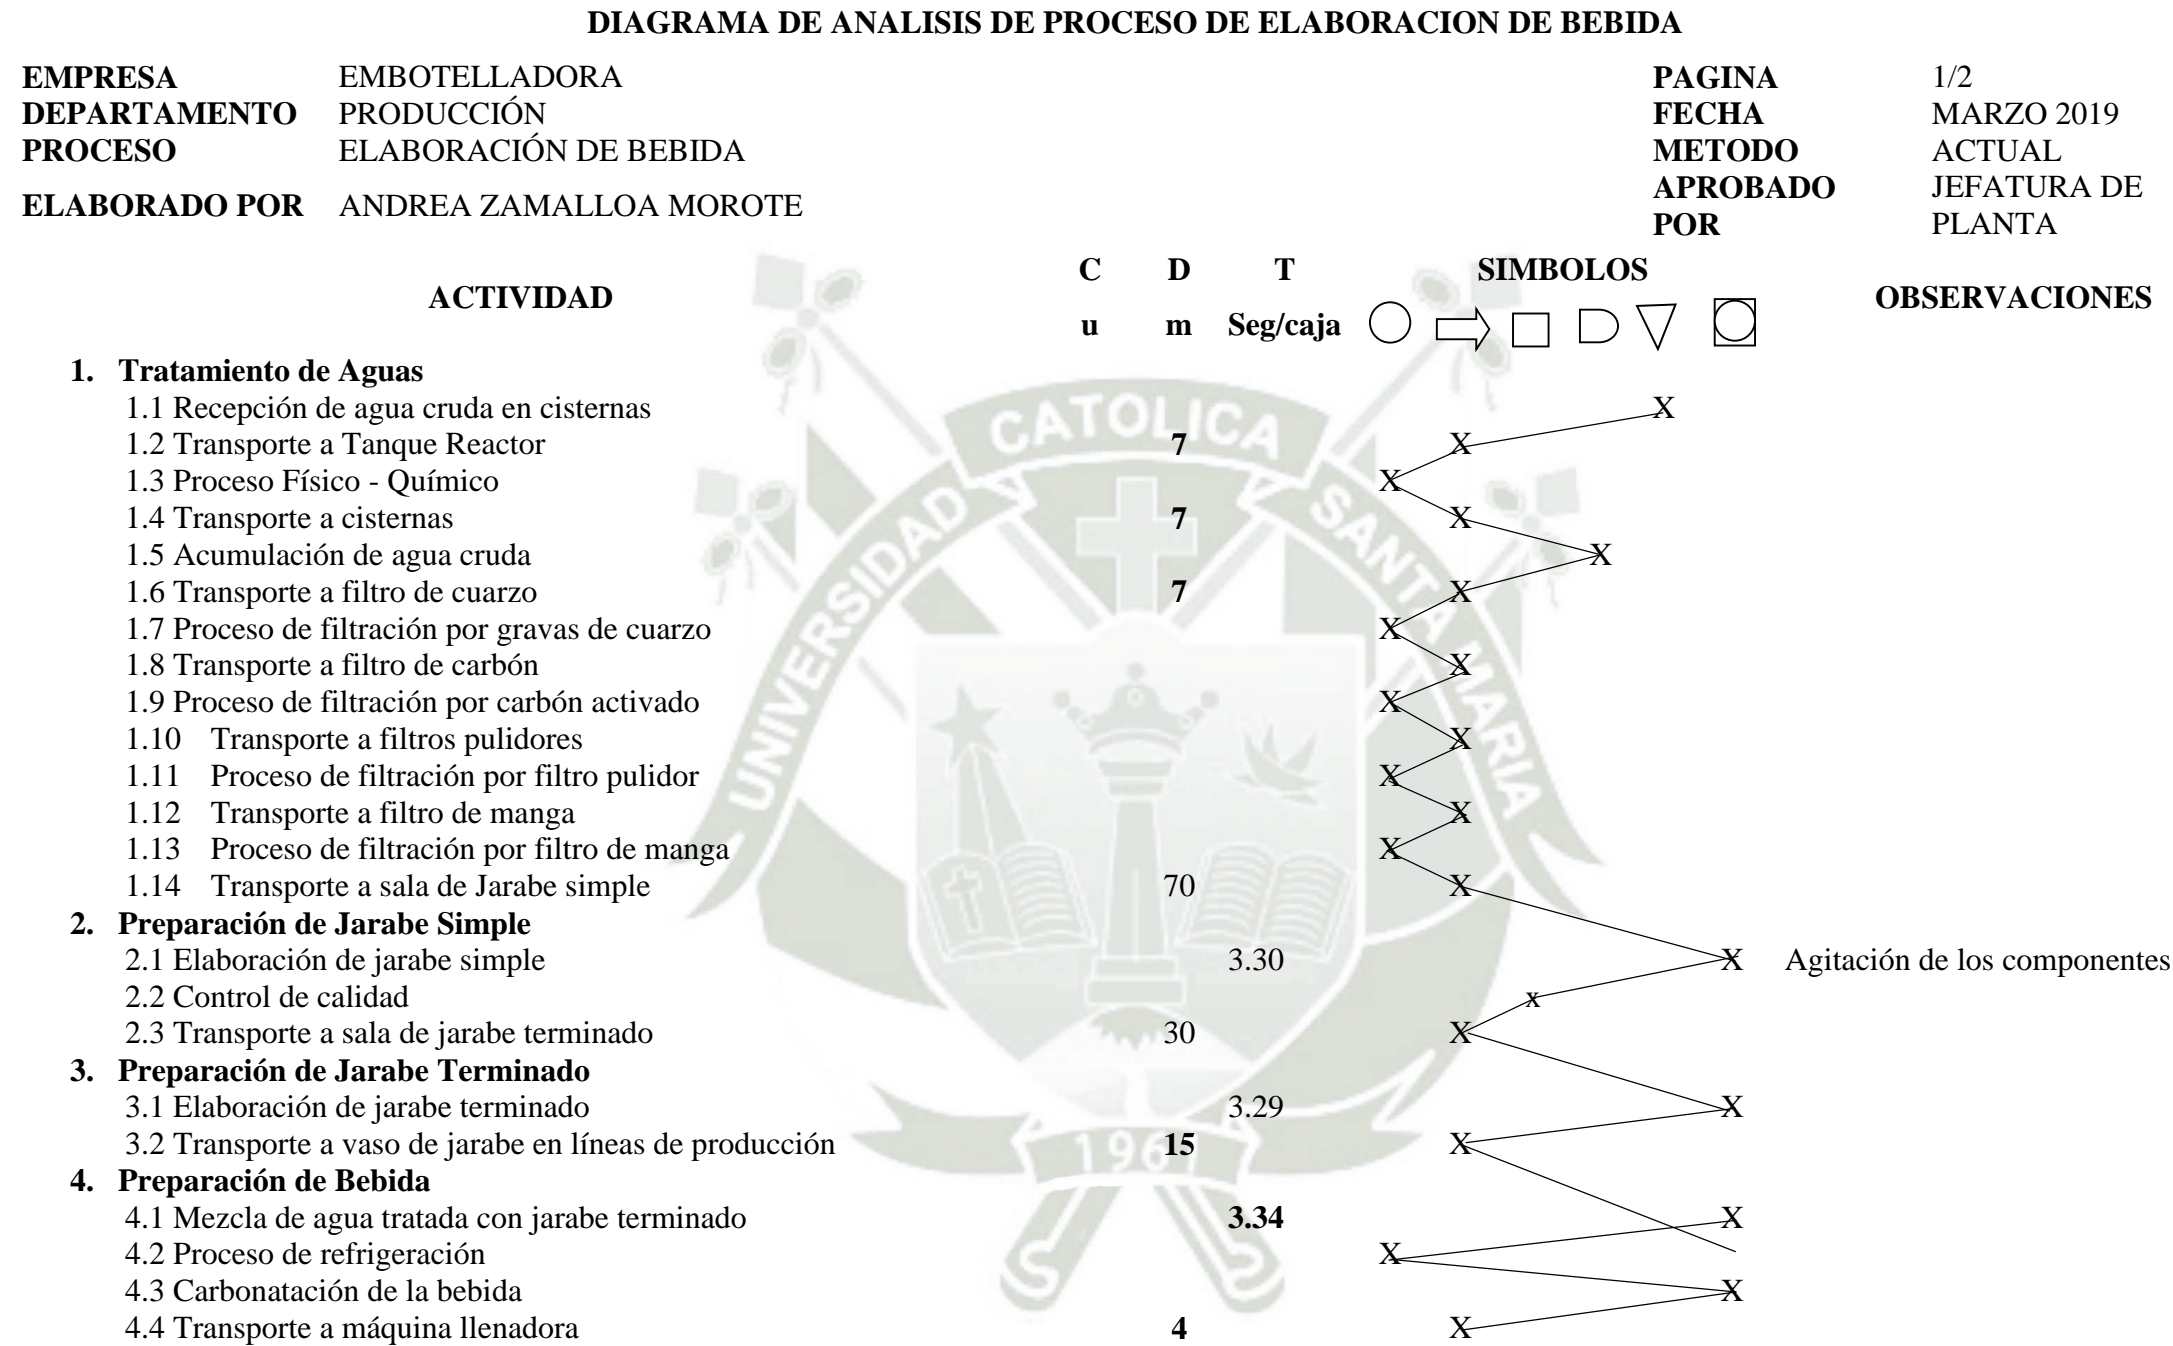 DIAGRAMA DE ANALISIS DE PROCESO DE ELABORACION DE BEBIDA
EMPRESA EMBOTELLADORA PAGINA 1/2
DEPARTAMENTO PRODUCCIÓN FECHA MARZO 2019
PROCESO ELABORACIÓN DE BEBIDA METODO ACTUAL
ELABORADO POR ANDREA ZAMALLOA MOROTE APROBADO POR JEFATURA DE PLANTA
ACTIVIDAD C D T SIMBOLOS OBSERVACIONES
u m Seg/caja
1. Tratamiento de Aguas
1.1 Recepción de agua cruda en cisternas X
1.2 Transporte a Tanque Reactor 7 X
1.3 Proceso Físico - Químico X
1.4 Transporte a cisternas 7 X
1.5 Acumulación de agua cruda X
1.6 Transporte a filtro de cuarzo 7 X
1.7 Proceso de filtración por gravas de cuarzo X
1.8 Transporte a filtro de carbón X
1.9 Proceso de filtración por carbón activado X
1.10 Transporte a filtros pulidores X
1.11 Proceso de filtración por filtro pulidor X
1.12 Transporte a filtro de manga X
1.13 Proceso de filtración por filtro de manga X
1.14 Transporte a sala de Jarabe simple 70 X
2. Preparación de Jarabe Simple
2.1 Elaboración de jarabe simple 3.30 X Agitación de los componentes
2.2 Control de calidad x
2.3 Transporte a sala de jarabe terminado 30 X
3. Preparación de Jarabe Terminado
3.1 Elaboración de jarabe terminado 3.29 X
3.2 Transporte a vaso de jarabe en líneas de producción 15 X
4. Preparación de Bebida
4.1 Mezcla de agua tratada con jarabe terminado 3.34 X
4.2 Proceso de refrigeración X
4.3 Carbonatación de la bebida X
4.4 Transporte a máquina llenadora 4 X
UNIVERSIDAD CATOLICA SANTA MARIA
1961